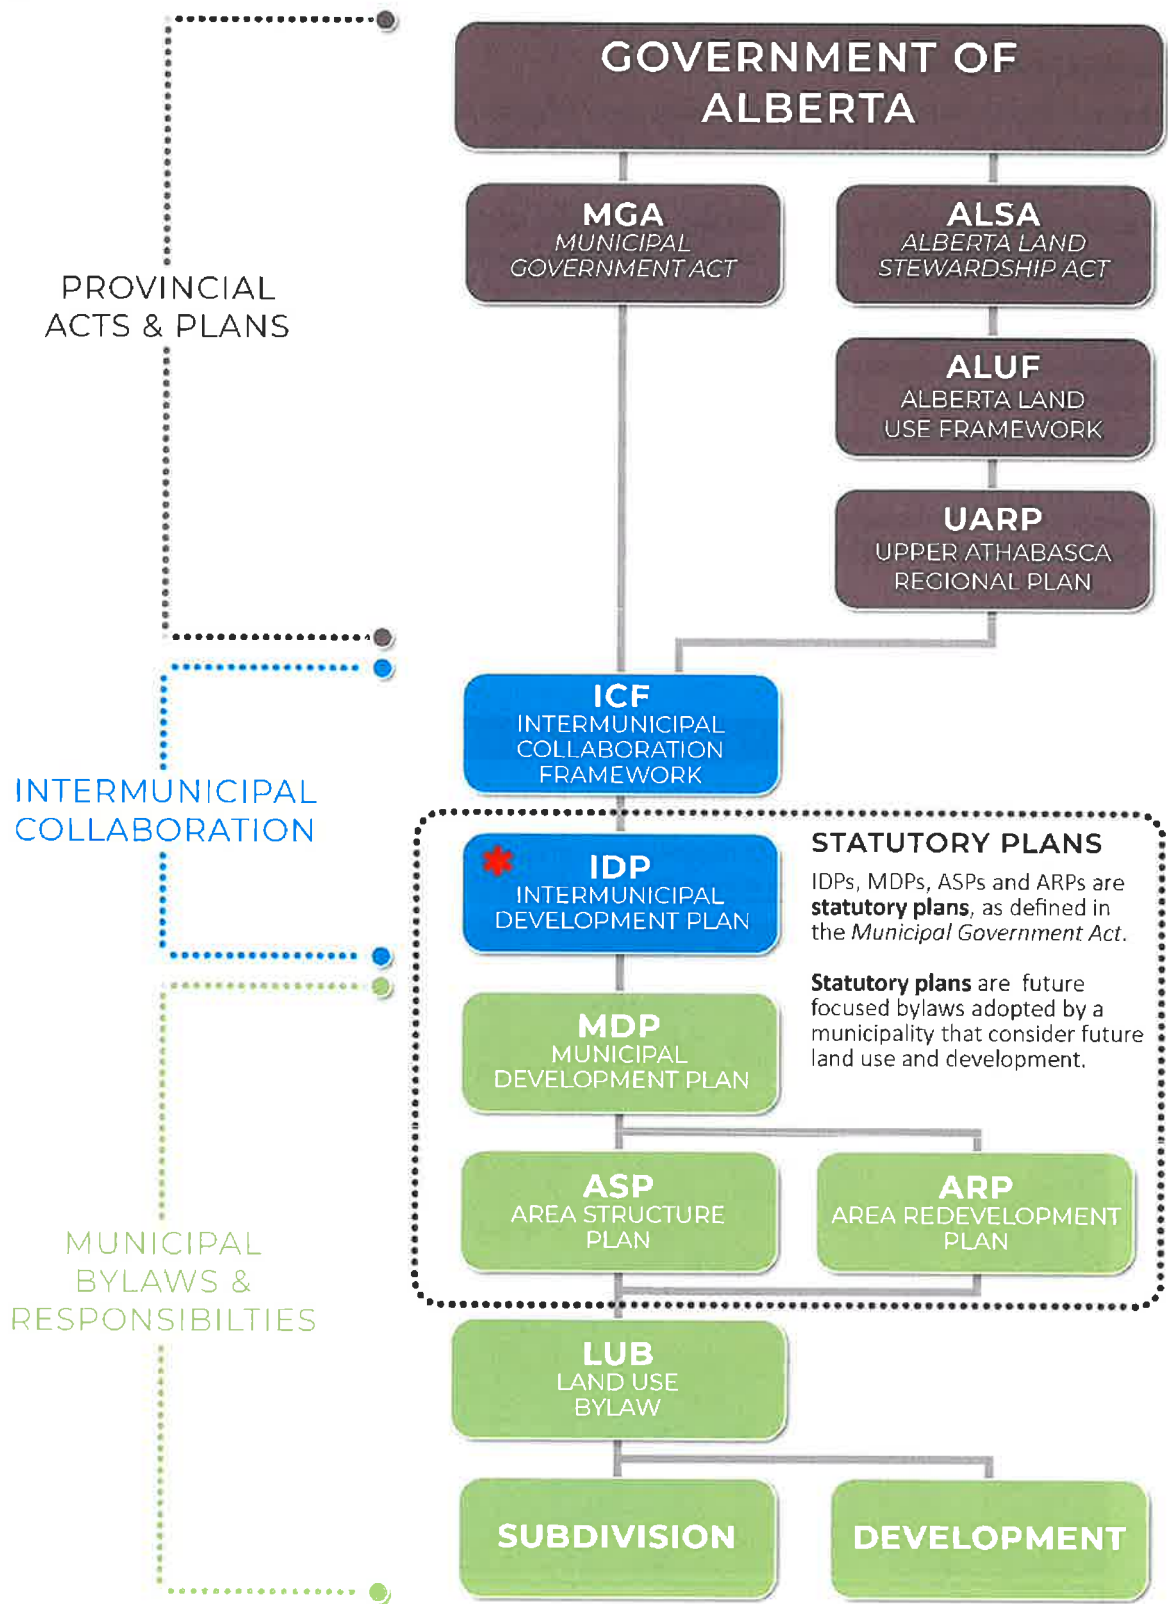 GOVERNMENT OF
ALBERTA
MGA
MUNICIPAL
GOVERNMENT ACT
ALSA
ALBERTA LAND
STEWARDSHIP ACT
PROVINCIAL
ACTS & PLANS
ALUF
ALBERTA LAND
USE FRAMEWORK
UARP
UPPER ATHABASCA
REGIONAL PLAN
ICF
INTERMUNICIPAL
COLLABORATION
FRAMEWORK
INTERMUNICIPAL
COLLABORATION
IDP
INTERMUNICIPAL
DEVELOPMENT PLAN
STATUTORY PLANS
IDPs, MDPs, ASPs and ARPs are
statutory plans, as defined in
the Municipal Government Act.
Statutory plans are future
focused bylaws adopted by a
municipality that consider future
land use and development.
MDP
MUNICIPAL
DEVELOPMENT PLAN
ASP
AREA STRUCTURE
PLAN
ARP
AREA REDEVELOPMENT
PLAN
MUNICIPAL
BYLAWS &
RESPONSIBILTIES
LUB
LAND USE
BYLAW
SUBDIVISION
DEVELOPMENT